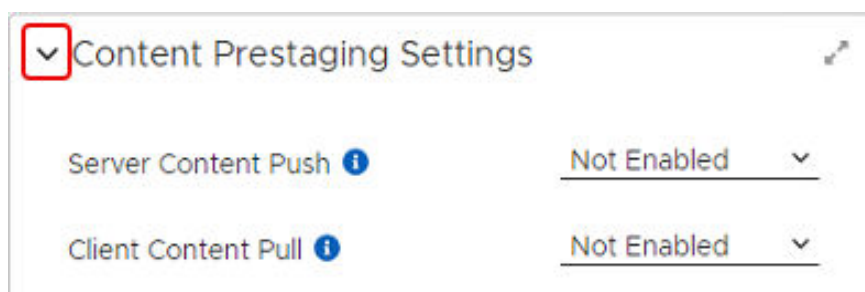 Content Prestaging Settings
Server Content Push Not Enabled
Client Content Pull Not Enabled